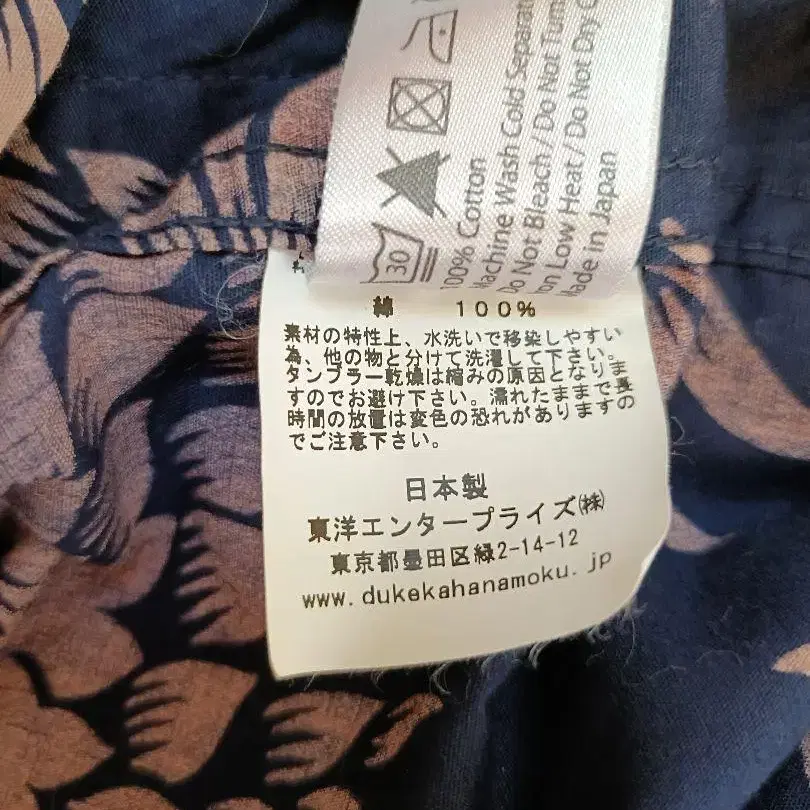 100% Cotton
Machine Wash Cold Separat
Do Not Bleach / Do Not Tum
on Low Heat / Do Not Dry C
Made in Japan
30
綿 100%
素材の特性上、水洗いで移染しやすい
為、他の物と分けて洗濯して下さい。
タンブラー乾燥は縮みの原因となりま
すのでお避け下さい。濡れたままで長
時間の放置は変色の恐れがありますの
でご注意下さい。
日本製
東洋エンタープライズ㈱
東京都墨田区緑2-14-12
www.dukekahanamoku.jp